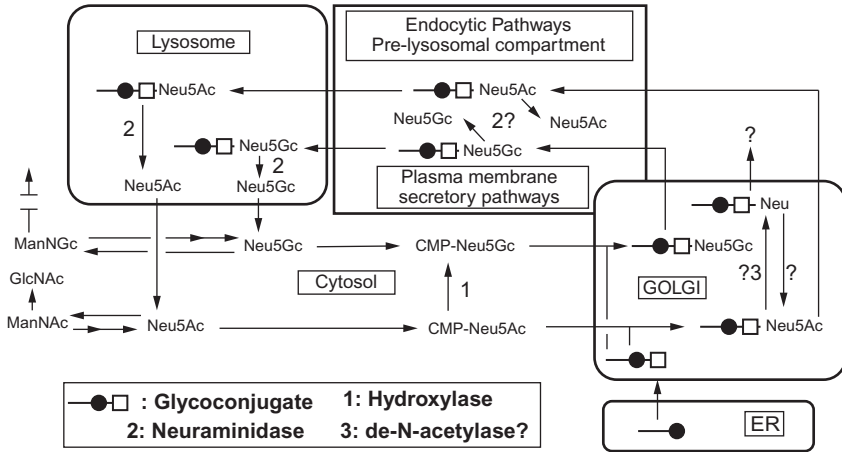 Lysosome
Endocytic Pathways
Pre-lysosomal compartment
Neu5Ac
Neu5Ac
Neu5Gc
2?
Neu5Ac
2
Neu5Gc
Neu5Gc
2
Neu5Ac
Neu5Gc
Plasma membrane
secretory pathways
?
Neu
ManNGc
Neu5Gc
CMP-Neu5Gc
Neu5Gc
GlcNAc
Cytosol
1
?3
?
GOLGI
ManNAc
Neu5Ac
CMP-Neu5Ac
Neu5Ac
: Glycoconjugate 1: Hydroxylase
2: Neuraminidase 3: de-N-acetylase?
ER